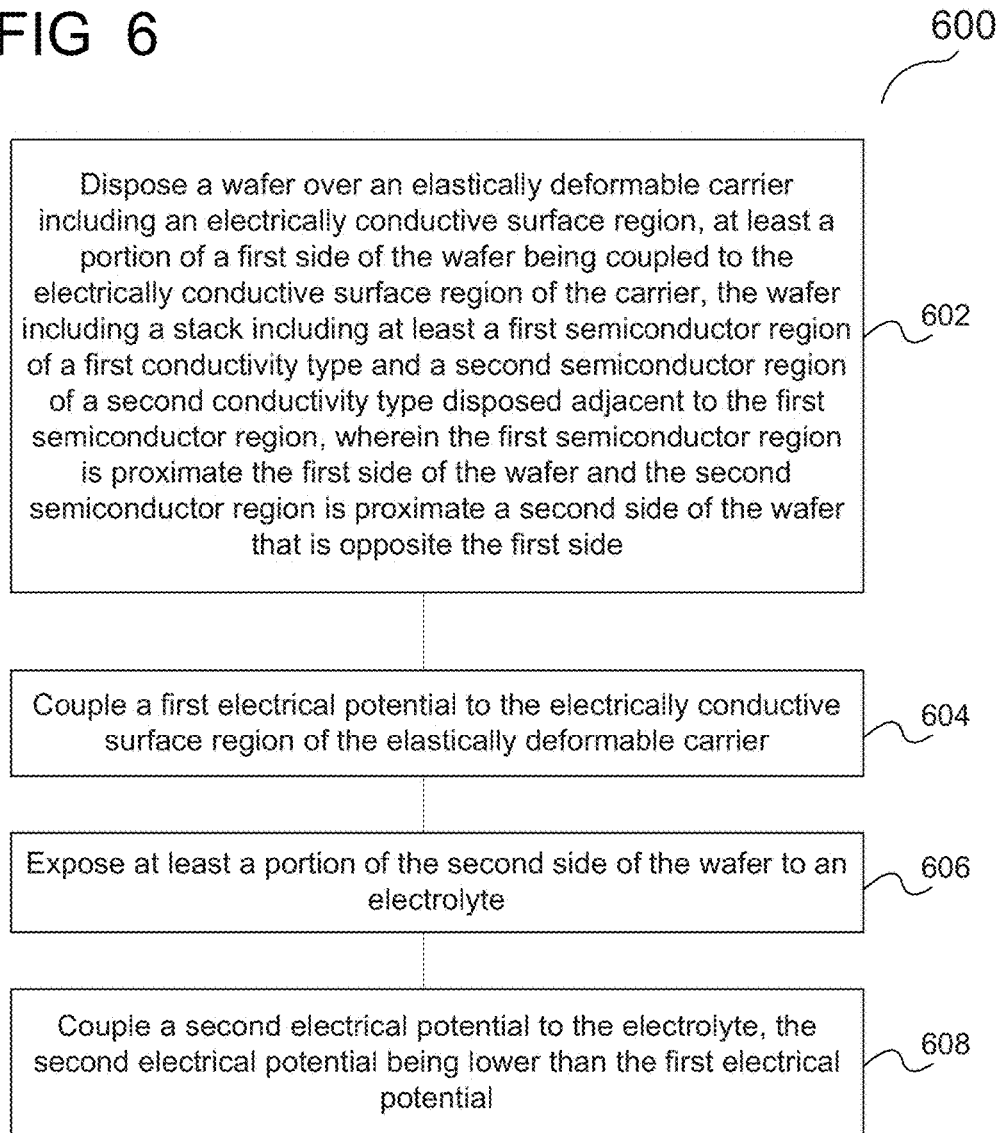 FIG 6
600
Dispose a wafer over an elastically deformable carrier
including an electrically conductive surface region, at least a
portion of a first side of the wafer being coupled to the
electrically conductive surface region of the carrier, the wafer
including a stack including at least a first semiconductor region
of a first conductivity type and a second semiconductor region
of a second conductivity type disposed adjacent to the first
semiconductor region, wherein the first semiconductor region
is proximate the first side of the wafer and the second
semiconductor region is proximate a second side of the wafer
that is opposite the first side
602
Couple a first electrical potential to the electrically conductive
surface region of the elastically deformable carrier
604
Expose at least a portion of the second side of the wafer to an
electrolyte
606
Couple a second electrical potential to the electrolyte, the
second electrical potential being lower than the first electrical
potential
608